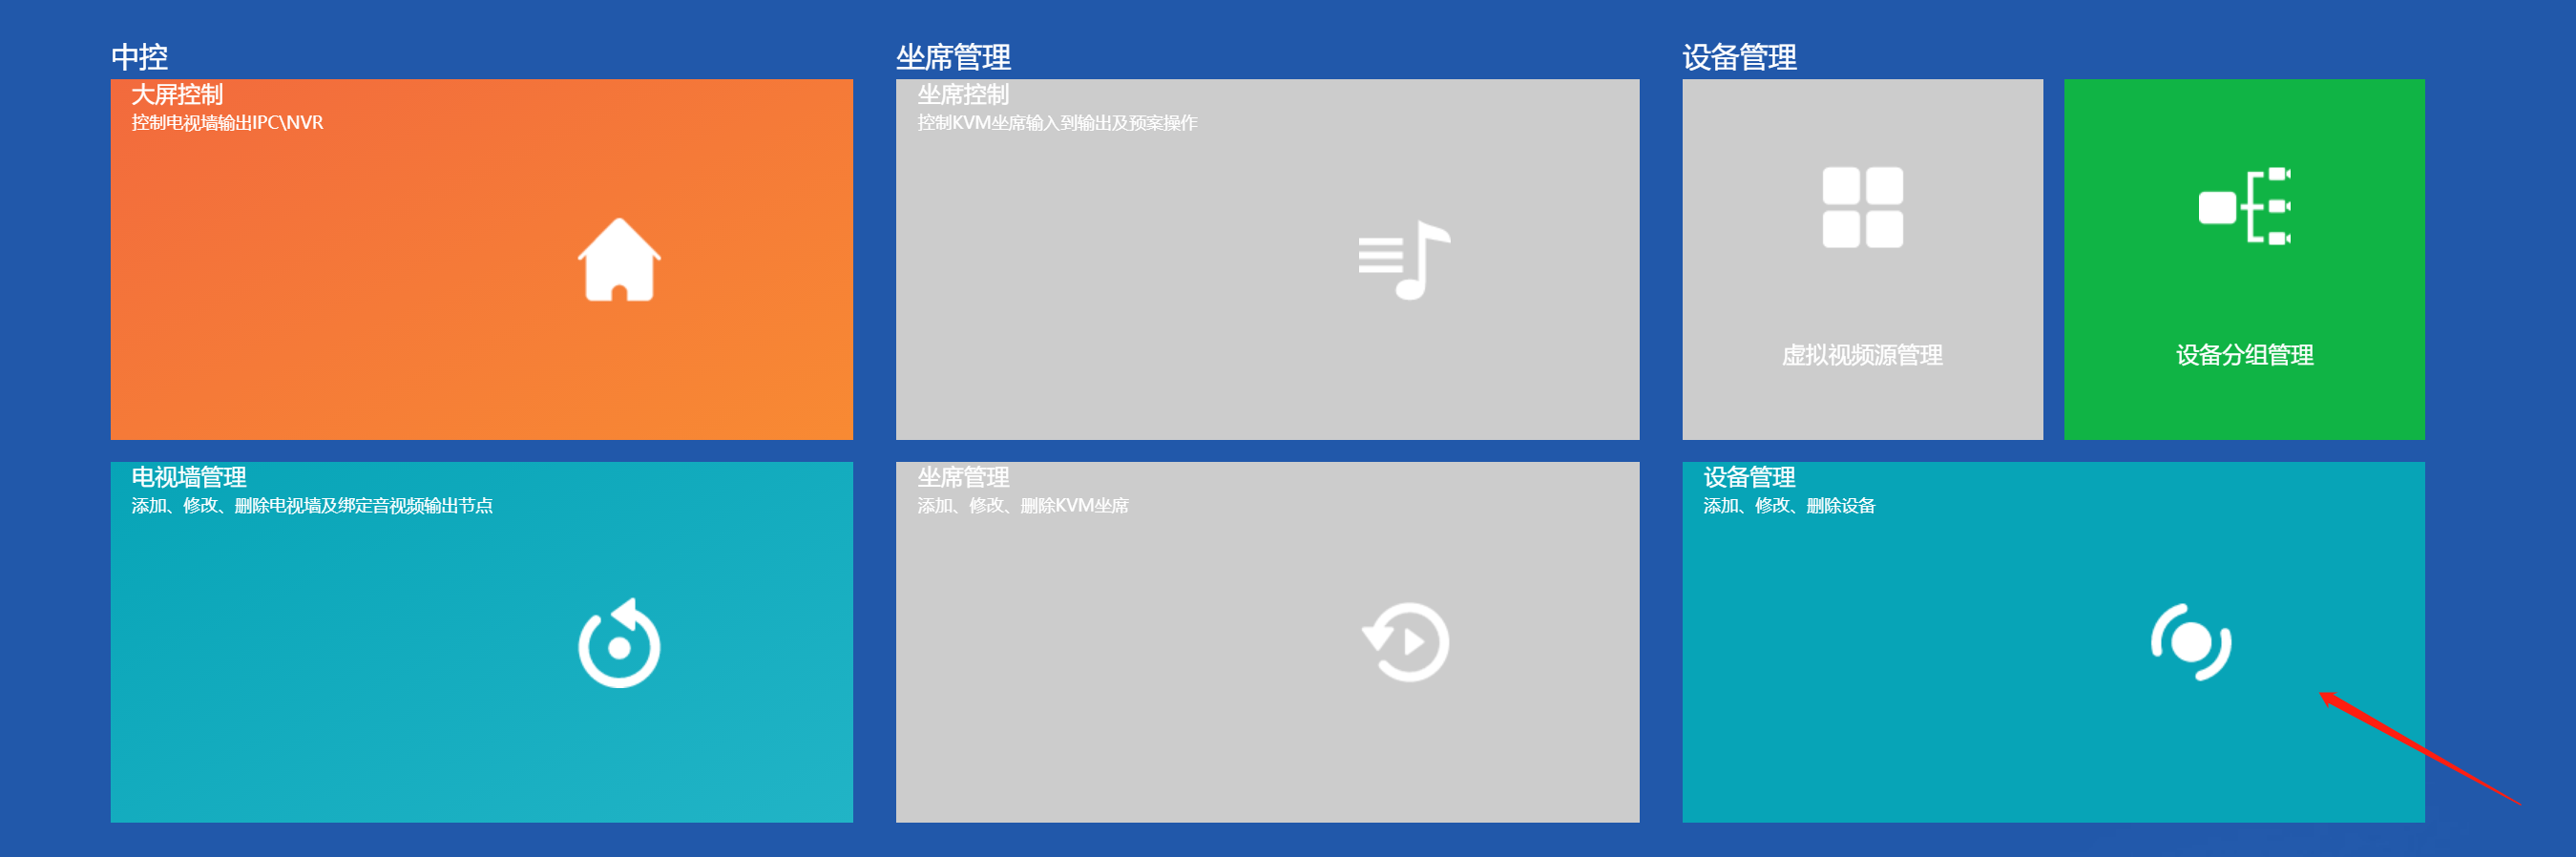 中控
大屏控制
控制电视墙输出IPC\NVR
电视墙管理
添加、修改、删除电视墙及绑定音视频输出节点
坐席管理
坐席控制
控制KVM坐席输入到输出及预案操作
坐席管理
添加、修改、删除KVM坐席
设备管理
虚拟视频源管理
设备分组管理
设备管理
添加、修改、删除设备